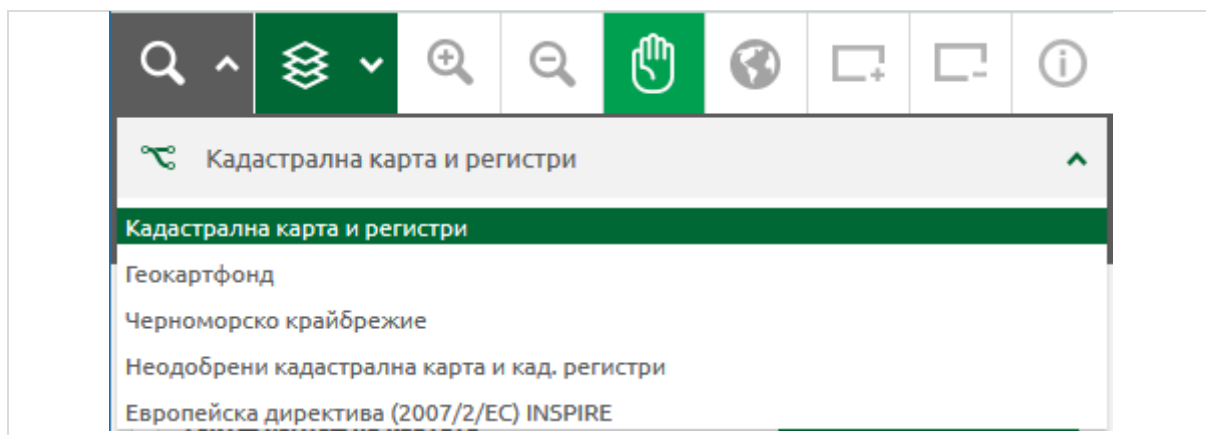 Кадастрална карта и регистри
Кадастрална карта и регистри
Геокартфонд
Черноморско крайбрежие
Неодобрени кадастрална карта и кад. регистри
Европейска директива (2007/2/ЕС) INSPIRE